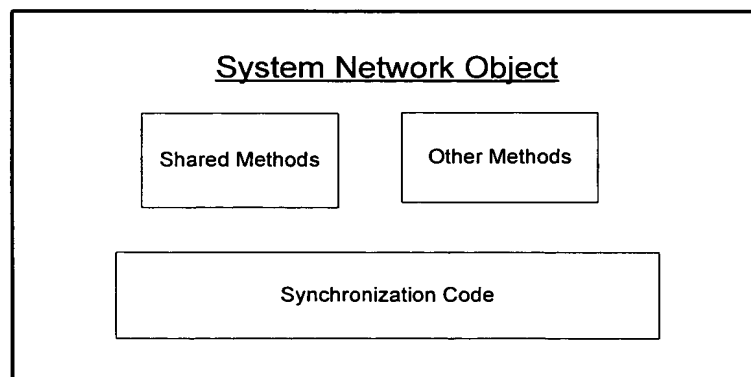 System Network Object
Shared Methods
Other Methods
Synchronization Code